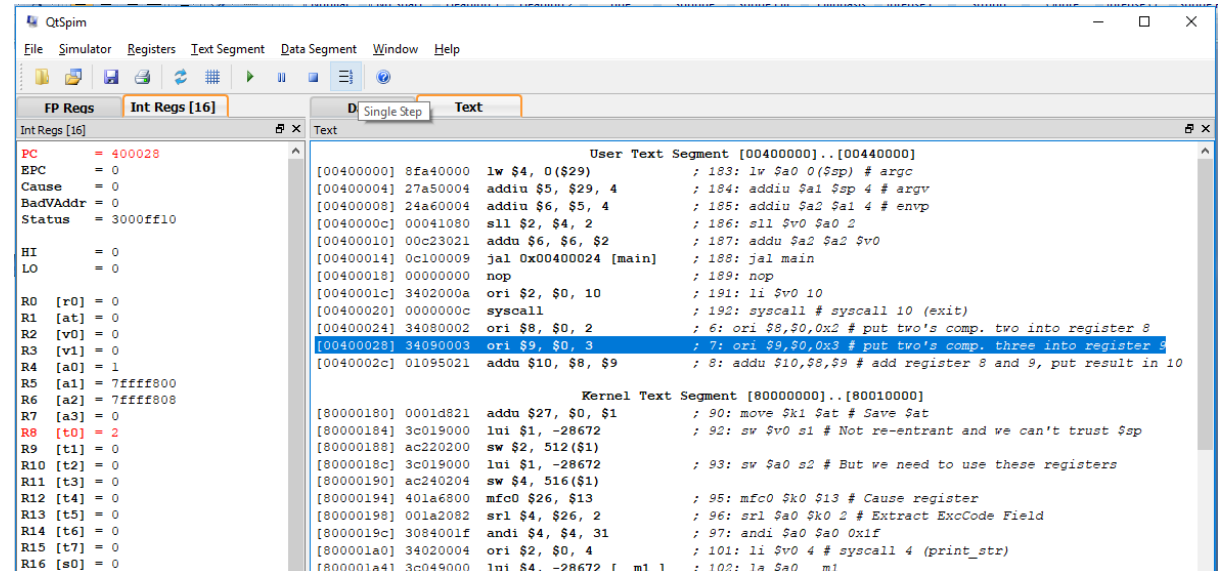 QtSpim
File Simulator Registers Text Segment Data Segment Window Help
FP Regs Int Regs [16] Text
Single Step
Int Regs [16] Text
PC = 400028
EPC = 0
Cause = 0
BadVAddr = 0
Status = 3000ff10
HI = 0
LO = 0
R0 [r0] = 0
R1 [at] = 0
R2 [v0] = 0
R3 [v1] = 0
R4 [a0] = 1
R5 [a1] = 7ffff800
R6 [a2] = 7ffff808
R7 [a3] = 0
R8 [t0] = 2
R9 [t1] = 0
R10 [t2] = 0
R11 [t3] = 0
R12 [t4] = 0
R13 [t5] = 0
R14 [t6] = 0
R15 [t7] = 0
R16 [s0] = 0
User Text Segment [00400000]..[00440000]
[00400000] 8fa40000 lw $4, 0($29) ; 183: lw $a0 0($sp) # argc
[00400004] 27a50004 addiu $5, $29, 4 ; 184: addiu $a1 $sp 4 # argv
[00400008] 24a60004 addiu $6, $5, 4 ; 185: addiu $a2 $a1 4 # envp
[0040000c] 00041080 sll $2, $4, 2 ; 186: sll $v0 $a0 2
[00400010] 00c23021 addu $6, $6, $2 ; 187: addu $a2 $a2 $v0
[00400014] 0c100009 jal 0x00400024 [main] ; 188: jal main
[00400018] 00000000 nop ; 189: nop
[0040001c] 3402000a ori $2, $0, 10 ; 191: li $v0 10
[00400020] 0000000c syscall ; 192: syscall # syscall 10 (exit)
[00400024] 34080002 ori $8, $0, 2 ; 6: ori $8,$0,0x2 # put two's comp. two into register 8
[00400028] 34090003 ori $9, $0, 3 ; 7: ori $9,$0,0x3 # put two's comp. three into register 9
[0040002c] 01095021 addu $10, $8, $9 ; 8: addu $10,$8,$9 # add register 8 and 9, put result in 10
Kernel Text Segment [80000000]..[80010000]
[80000180] 0001d821 addu $27, $0, $1 ; 90: move $k1 $at # Save $at
[80000184] 3c019000 lui $1, -28672 ; 92: sw $v0 s1 # Not re-entrant and we can't trust $sp
[80000188] ac220200 sw $2, 512($1)
[8000018c] 3c019000 lui $1, -28672 ; 93: sw $a0 s2 # But we need to use these registers
[80000190] ac240204 sw $4, 516($1)
[80000194] 401a6800 mfc0 $26, $13 ; 95: mfc0 $k0 $13 # Cause register
[80000198] 001a2082 srl $4, $26, 2 ; 96: srl $a0 $k0 2 # Extract ExcCode Field
[8000019c] 3084001f andi $4, $4, 31 ; 97: andi $a0 $a0 0x1f
[800001a0] 34020004 ori $2, $0, 4 ; 101: li $v0 4 # syscall 4 (print_str)
[800001a4] 3c049000 lui $4, -28672 [__m1_] ; 102: la $a0 __m1_